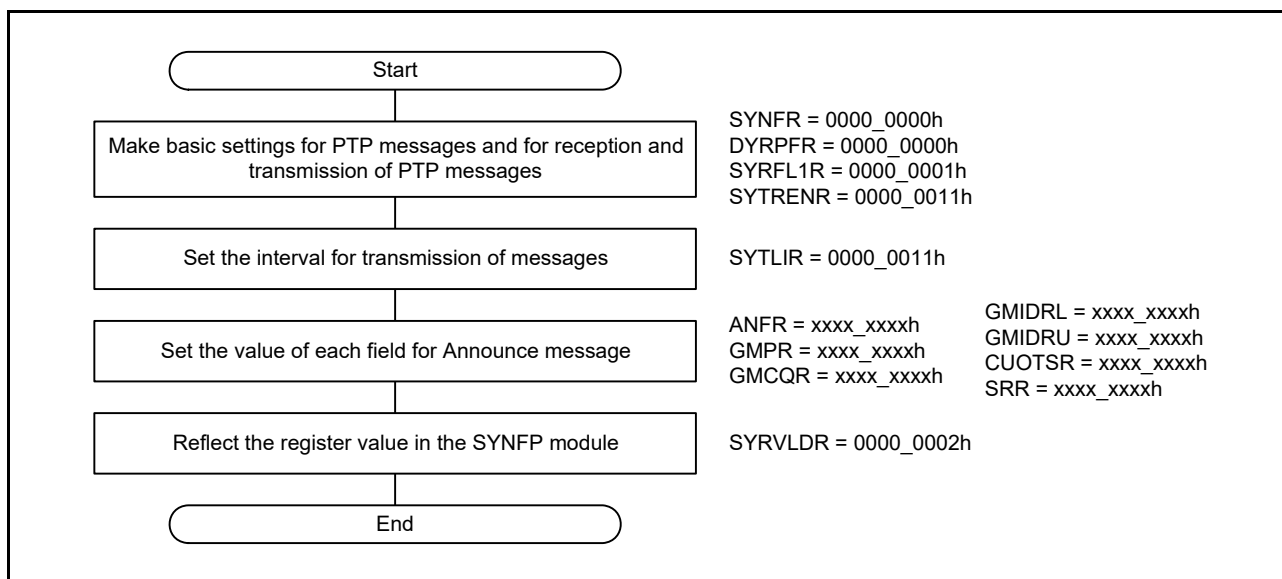 Start
Make basic settings for PTP messages and for reception and
transmission of PTP messages
SYNFR = 0000_0000h
DYRPFR = 0000_0000h
SYRFL1R = 0000_0001h
SYTRENR = 0000_0011h
Set the interval for transmission of messages
SYTLIR = 0000_0011h
Set the value of each field for Announce message
ANFR = xxxx_xxxxh
GMPR = xxxx_xxxxh
GMCQR = xxxx_xxxxh
GMIDRL = xxxx_xxxxh
GMIDRU = xxxx_xxxxh
CUOTSR = xxxx_xxxxh
SRR = xxxx_xxxxh
Reflect the register value in the SYNFP module
SYRVLDR = 0000_0002h
End